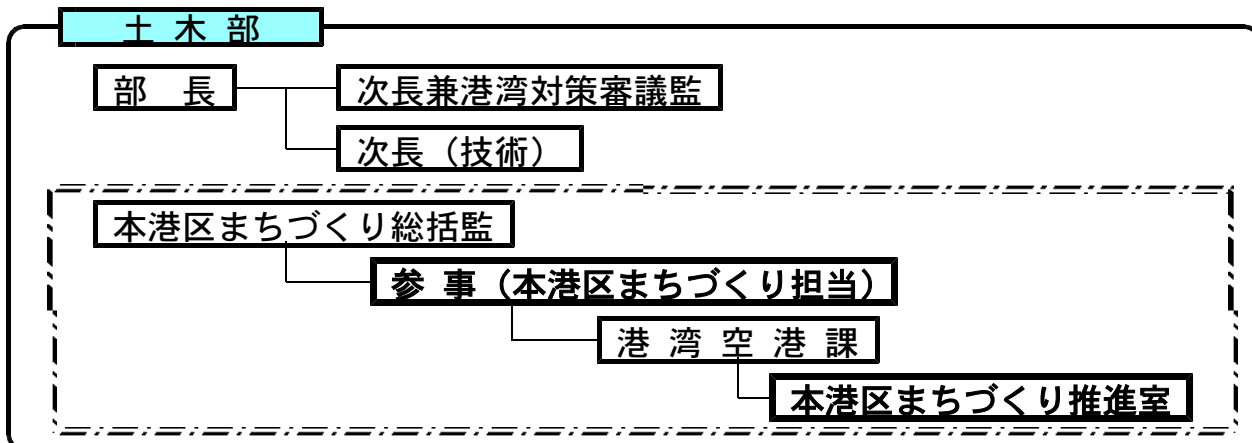 土 木 部
部　長
次長兼港湾対策審議監
次長（技術）
本港区まちづくり総括監
参 事（本港区まちづくり担当）
港 湾 空 港 課
本港区まちづくり推進室